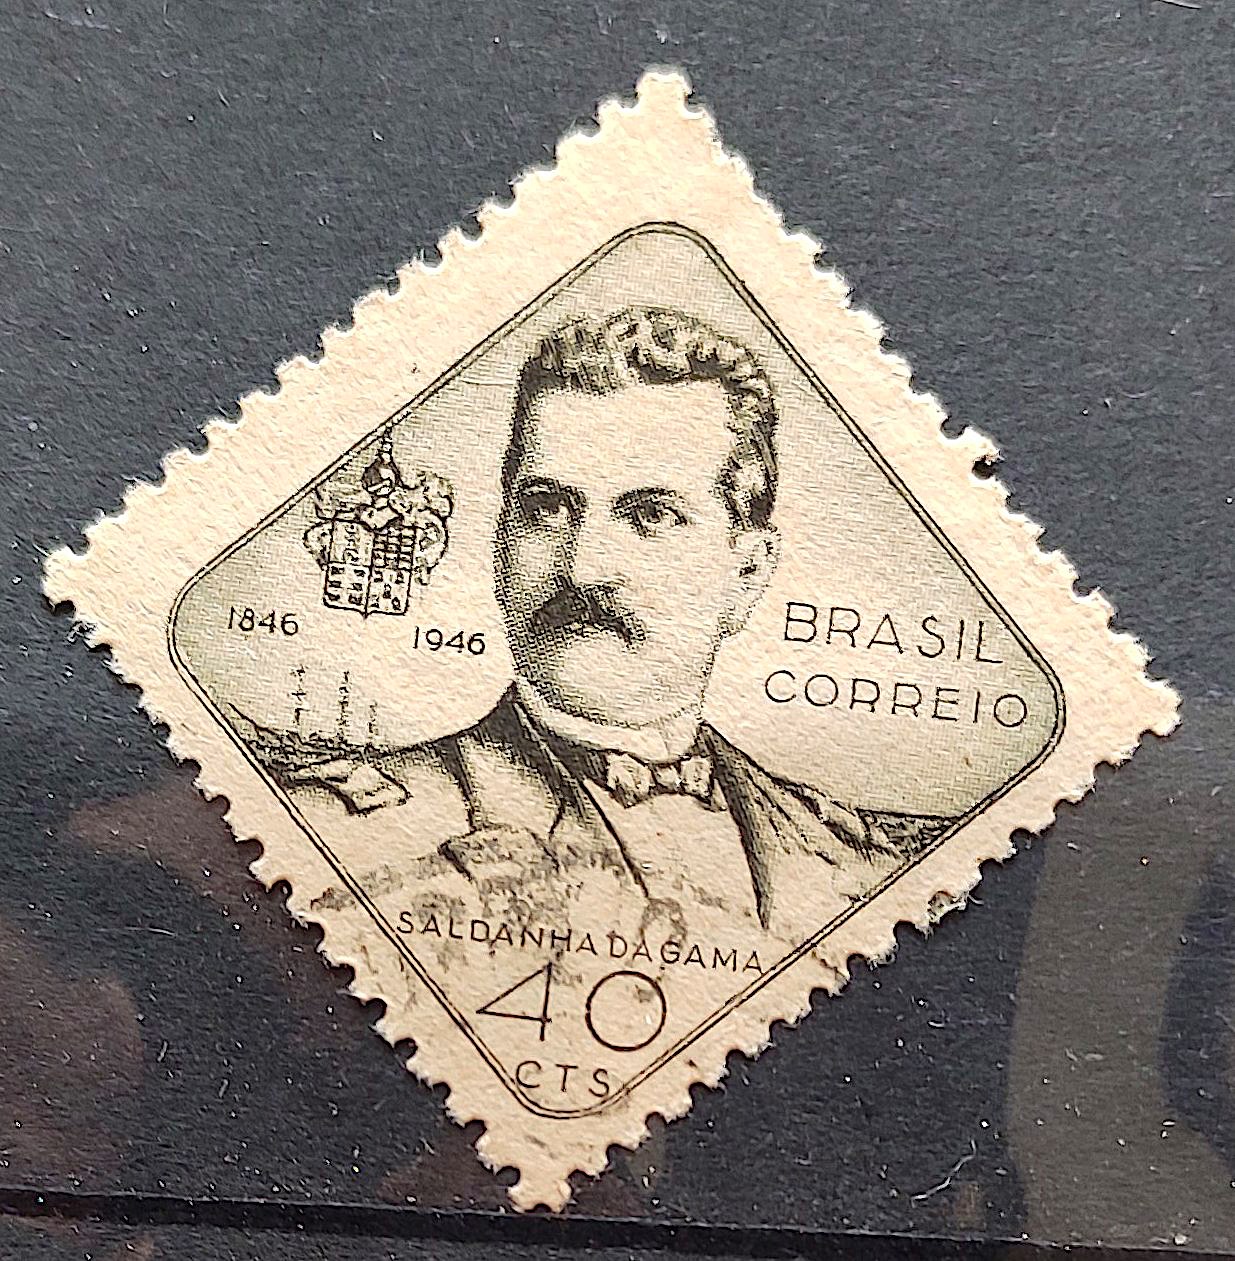 1846
1946
BRASIL
CORREIO
SALDANHA DA GAMA
40
CTS